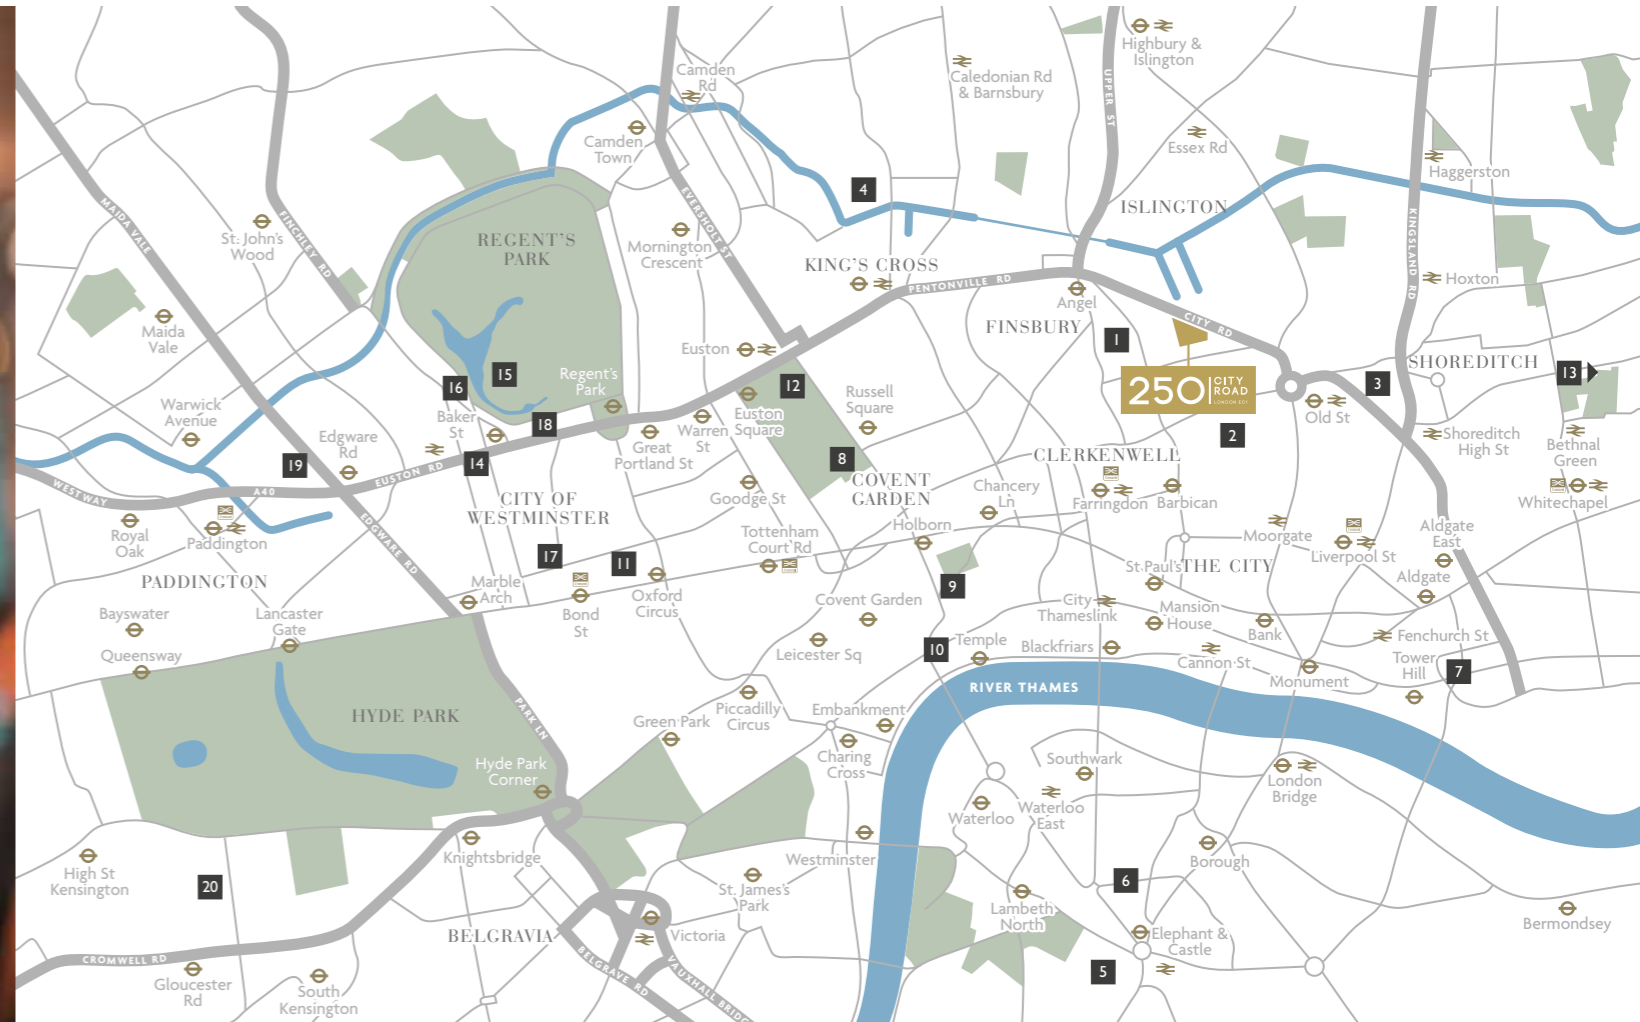 Highbury &
Islington
Camden
Rd
Caledonian Rd
& Barnsbury
UPPER ST
Camden
Town
Essex Rd
Haggerston
4
MAIDA VALE
FINCHLEY RD
St. John's
Wood
EVERSHOLT ST
ISLINGTON
REGENT'S
PARK
Mornington
Crescent
KING'S CROSS
KINGSLAND RD
Hoxton
PENTONVILLE RD
Angel
Maida
Vale
FINSBURY
CITY RD
1
Euston
SHOREDITCH
13
15
16
Regent's
Park
12
Russell
Square
250
CITY
ROAD
LONDON EC1
3
Old St
Warwick
Avenue
Baker
St
18
Warren
St
Euston
Square
2
Shoreditch
High St
Bethnal
Green
Edgware
Rd
Great
Portland St
19
14
8
CLERKENWELL
EUSTON RD
WESTWAY
A40
COVENT
GARDEN
Chancery
Ln
Farringdon
Barbican
Whitechapel
CITY OF
WESTMINSTER
Goodge St
Holborn
Royal
Oak
Paddington
EDGWARE RD
Tottenham
Court Rd
Moorgate
Liverpool St
Aldgate
East
17
11
St.Paul's
THE CITY
Aldgate
PADDINGTON
Marble
Arch
Bond
St
Oxford
Circus
9
City
Thameslink
Mansion
House
Bayswater
Lancaster
Gate
Covent Garden
Bank
Queensway
Leicester Sq
10
Temple
Blackfriars
Cannon St
Fenchurch St
Tower
Hill
7
Monument
RIVER THAMES
HYDE PARK
PARK LN
Green Park
Piccadilly
Circus
Embankment
Charing
Cross
Hyde Park
Corner
Southwark
London
Bridge
Waterloo
Waterloo
East
Knightsbridge
Westminster
Borough
High St
Kensington
20
St. James's
Park
6
Lambeth
North
Bermondsey
BELGRAVIA
Victoria
Elephant &
Castle
CROMWELL RD
BELGRAVE RD
VAUXHALL BRIDG
5
Gloucester
Rd
South
Kensington